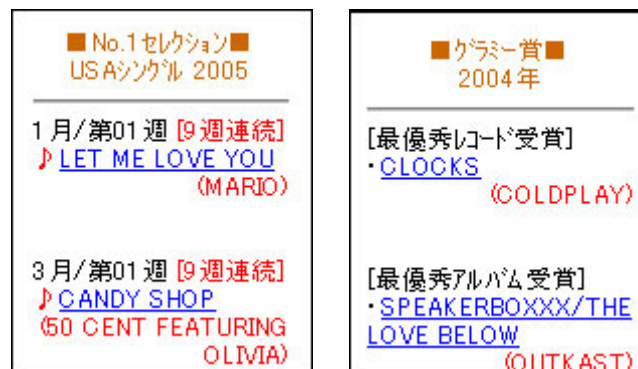 ■No.1ｾﾚｸｼｮﾝ■
USAｼﾝｸﾞﾙ 2005
1月/第01週 [9週連続]
♪LET ME LOVE YOU
(MARIO)
3月/第01週 [9週連続]
♪CANDY SHOP
(50 CENT FEATURING
OLIVIA)
■ｸﾞﾗﾐｰ賞■
2004年
[最優秀ﾚｺｰﾄﾞ受賞]
・CLOCKS
(COLDPLAY)
[最優秀ｱﾙﾊﾞﾑ受賞]
・SPEAKERBOXXX/THE
LOVE BELOW
(OUTKAST)